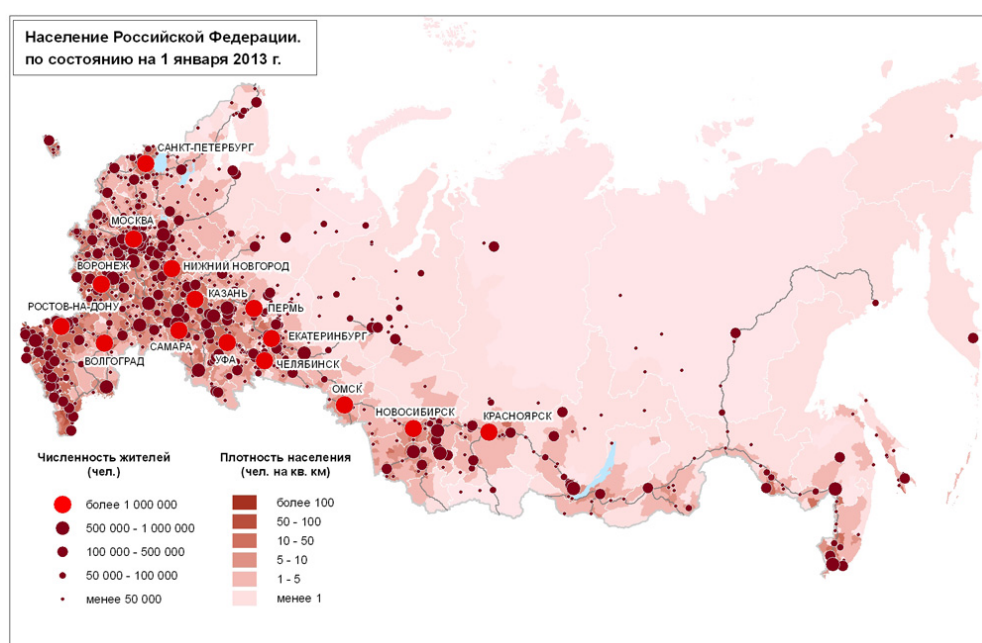 Население Российской Федерации.
по состоянию на 1 января 2013 г.
САНКТ-ПЕТЕРБУРГ
МОСКВА
ВОРОНЕЖ
НИЖНИЙ НОВГОРОД
КАЗАНЬ
РОСТОВ-НА-ДОНУ
ПЕРМЬ
ЕКАТЕРИНБУРГ
САМАРА
ВОЛГОГРАД
УФА
ЧЕЛЯБИНСК
ОМСК
НОВОСИБИРСК
КРАСНОЯРСК
Численность жителей
(чел.)
более 1 000 000
500 000 - 1 000 000
100 000 - 500 000
50 000 - 100 000
менее 50 000
Плотность населения
(чел. на кв. км)
более 100
50 - 100
10 - 50
5 - 10
1 - 5
менее 1